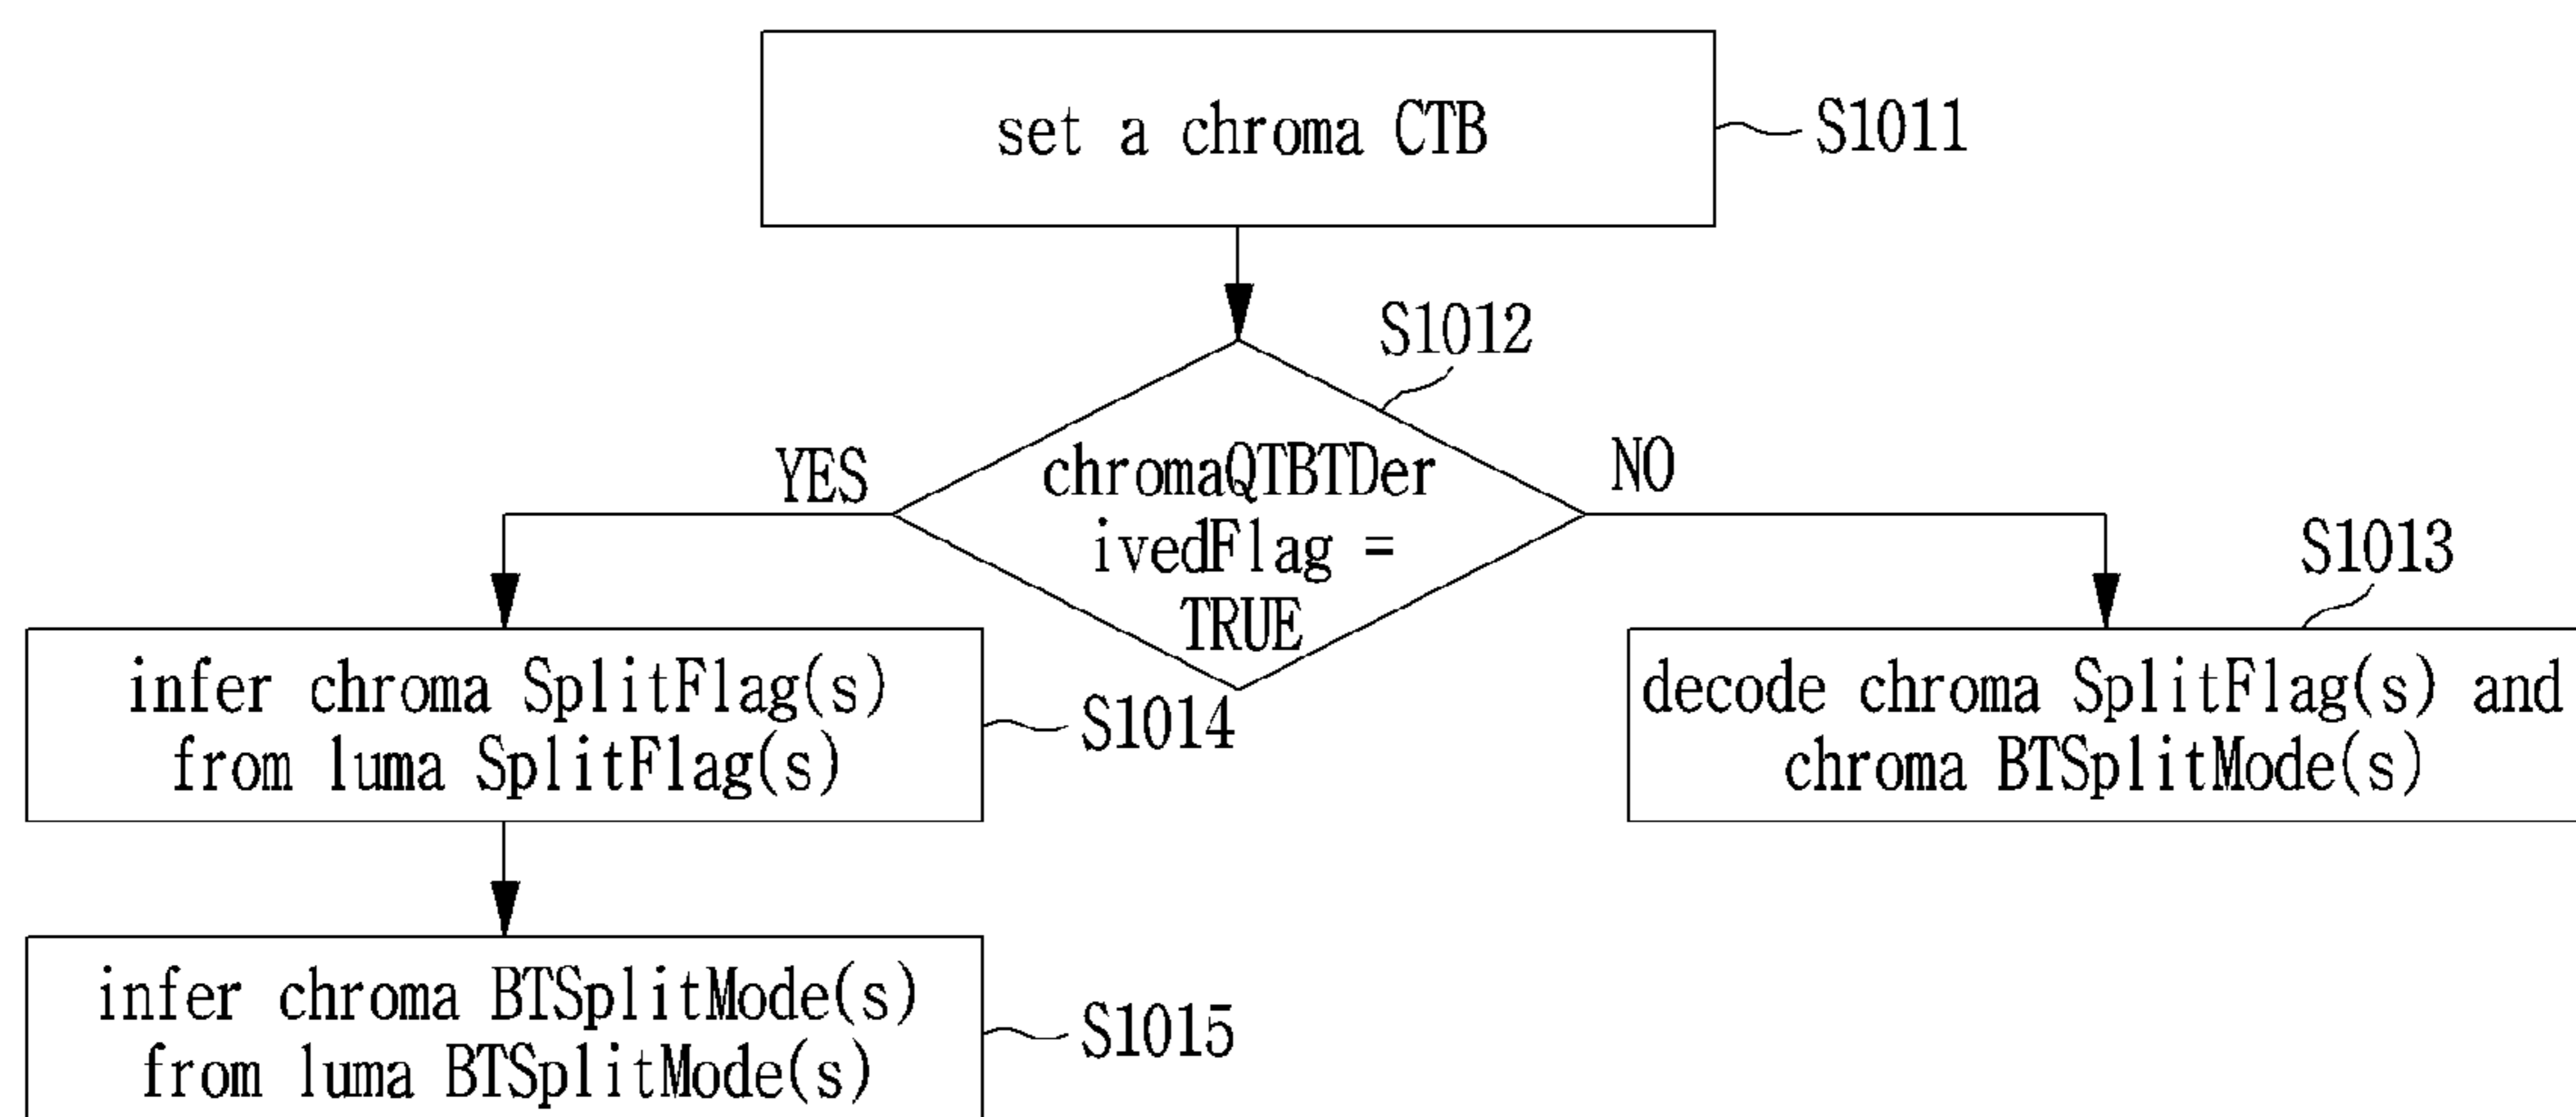 set a chroma CTB
S1011
S1012
chromaQTBTDer
ivedFlag =
TRUE
YES
NO
S1013
infer chroma SplitFlag(s)
from luma SplitFlag(s)
S1014
decode chroma SplitFlag(s) and
chroma BTSplitMode(s)
infer chroma BTSplitMode(s)
from luma BTSplitMode(s)
S1015